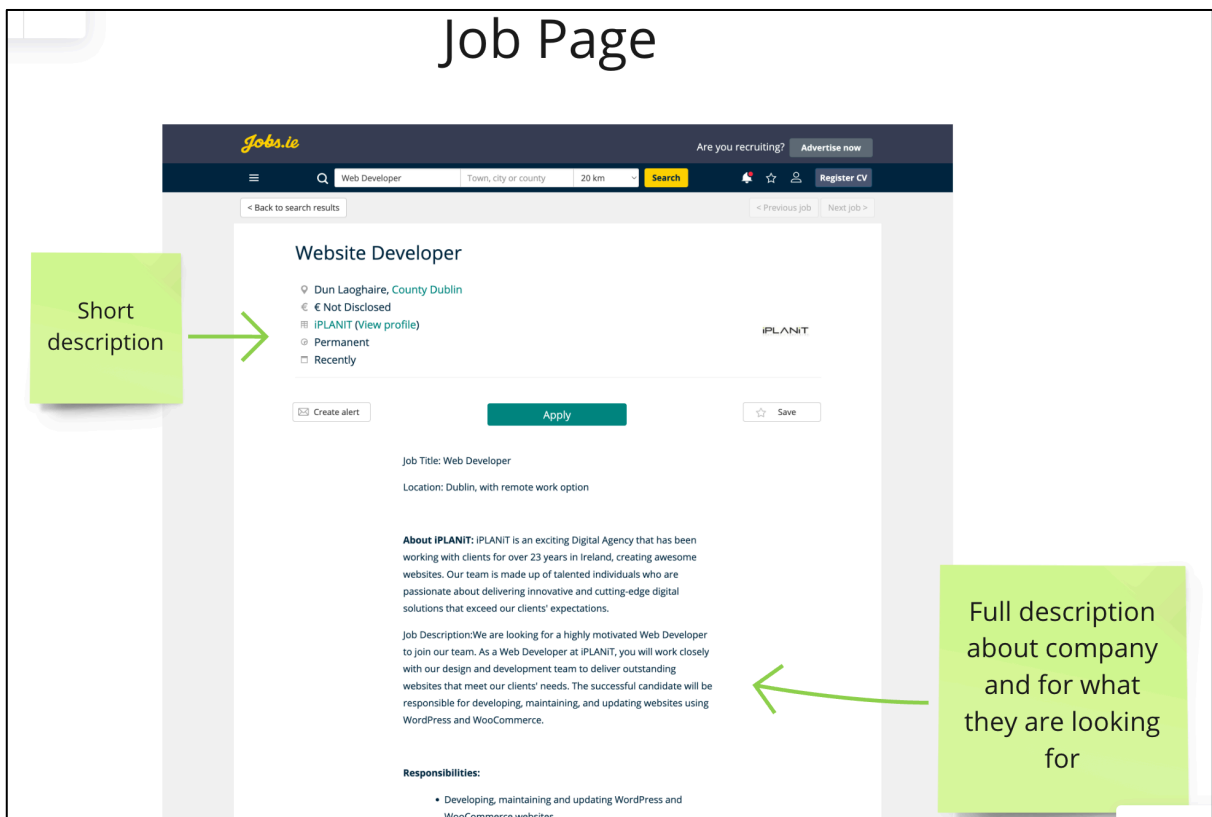 Job Page
Jobs.ie
Are you recruiting?
Advertise now
Web Developer
Town, city or county
20 km
Search
Register CV
< Back to search results
< Previous job
Next job >
Website Developer
Dun Laoghaire, County Dublin
€ Not Disclosed
iPLANIT (View profile)
Permanent
Recently
iPLANiT
Short
description
Create alert
Apply
Save
Job Title: Web Developer
Location: Dublin, with remote work option
About iPLANiT: iPLANiT is an exciting Digital Agency that has been
working with clients for over 23 years in Ireland, creating awesome
websites. Our team is made up of talented individuals who are
passionate about delivering innovative and cutting-edge digital
solutions that exceed our clients' expectations.
Job Description:We are looking for a highly motivated Web Developer
to join our team. As a Web Developer at iPLANiT, you will work closely
with our design and development team to deliver outstanding
websites that meet our clients' needs. The successful candidate will be
responsible for developing, maintaining, and updating websites using
WordPress and WooCommerce.
Full description
about company
and for what
they are looking
for
Responsibilities:
• Developing, maintaining and updating WordPress and
WooCommerce websites